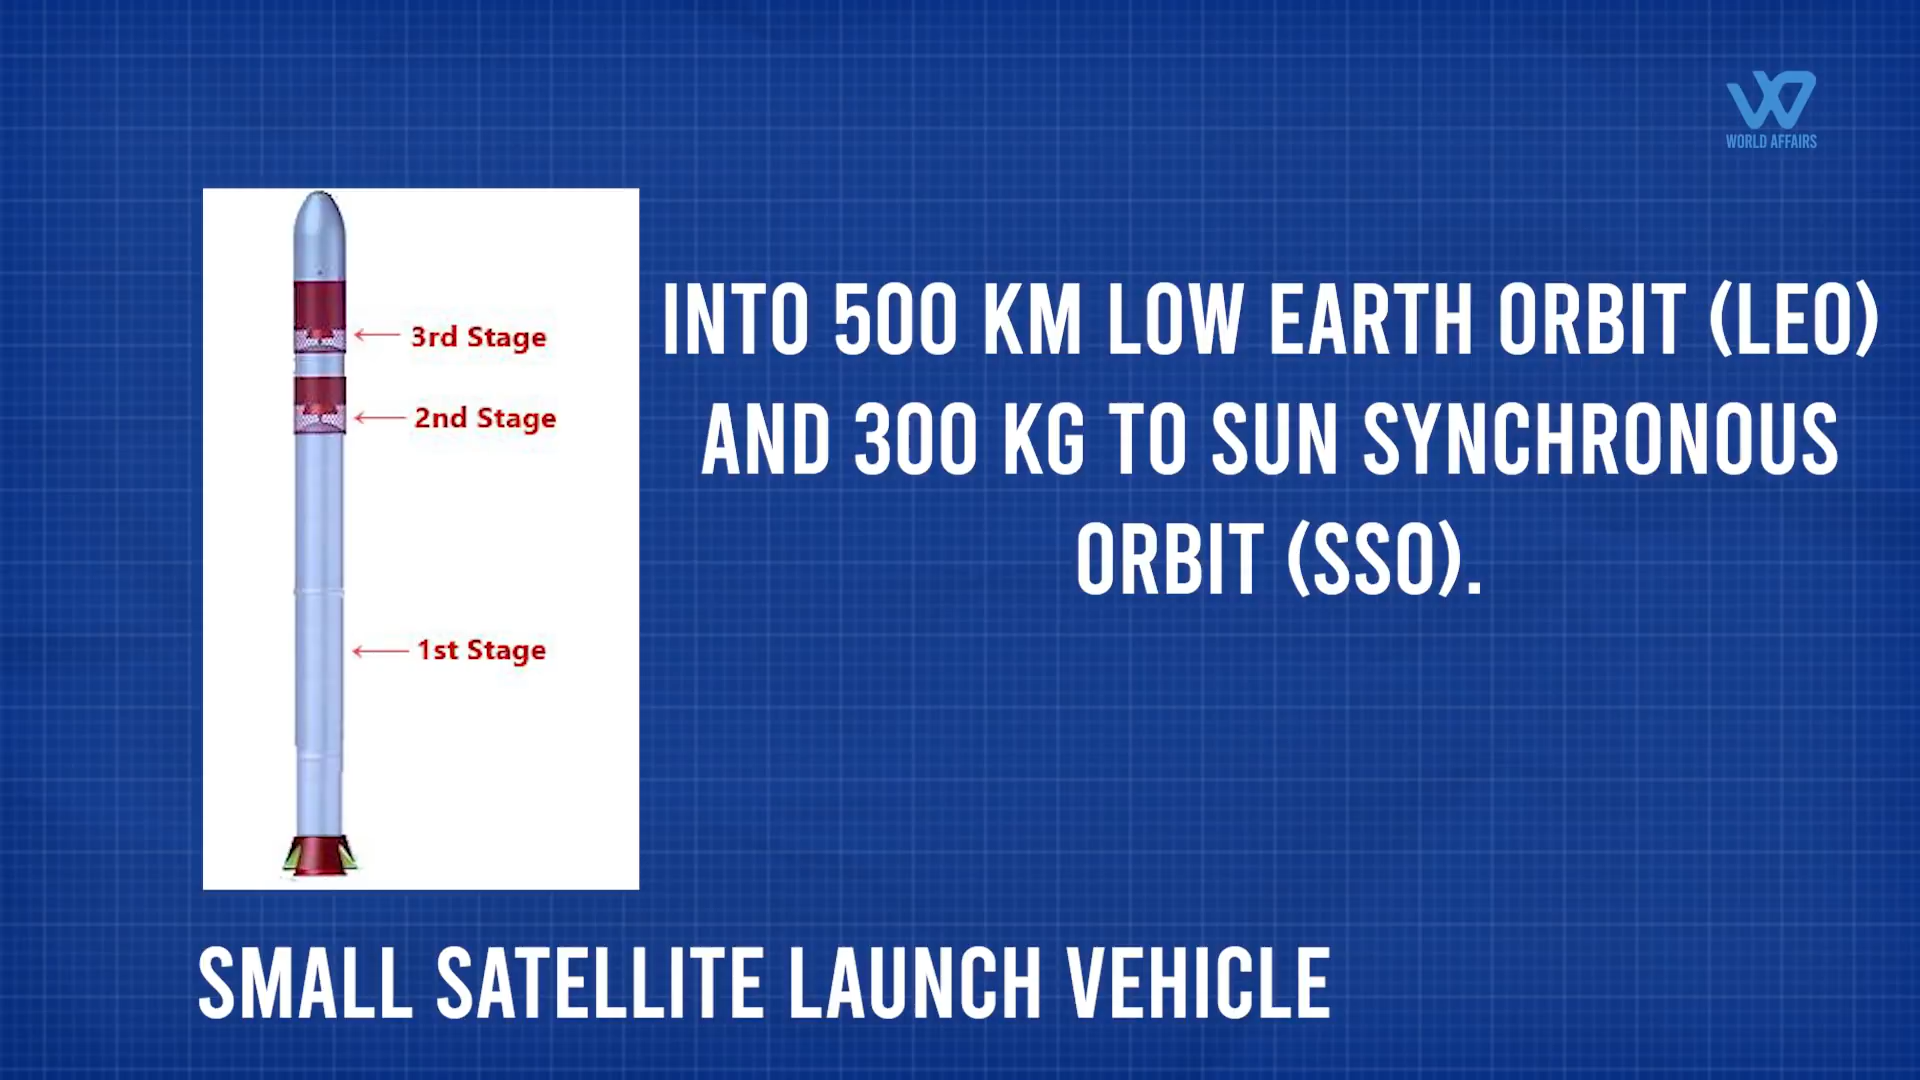 WORLD AFFAIRS
3rd Stage
2nd Stage
1st Stage
INTO 500 KM LOW EARTH ORBIT (LEO)
AND 300 KG TO SUN SYNCHRONOUS
ORBIT (SSO).
SMALL SATELLITE LAUNCH VEHICLE